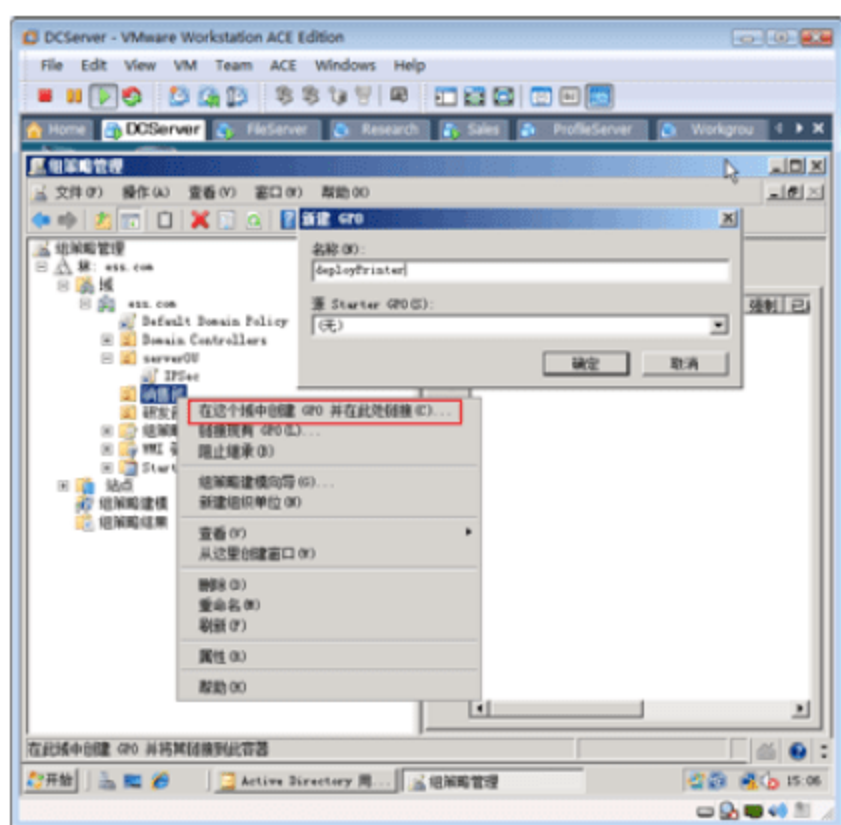 DCServer - VMware Workstation ACE Edition
File Edit View VM Team ACE Windows Help
Home DCServer FileServer Research Sales ProfileServer Workgrou
组策略管理
文件(F) 操作(A) 查看(V) 窗口(W) 帮助(H)
新建 GPO
名称(N):
deployPrinter
源 Starter GPO(S):
(无)
确定 取消
组策略管理
林: ess.com
域
ess.com
Default Domain Policy
Domain Controllers
serverOU
IPSec
销售部
研发
组策略
WMI
Start
站点
组策略建模
组策略结果
强制 已
在这个域中创建 GPO 并在此处链接(C)...
链接现有 GPO(L)...
阻止继承(B)
组策略建模向导(G)...
新建组织单位(N)
查看(V)
从这里创建窗口(W)
删除(D)
重命名(M)
刷新(F)
属性(R)
帮助(H)
在此域中创建 GPO 并将其链接到此容器
开始 Active Directory 用... 组策略管理 15:06